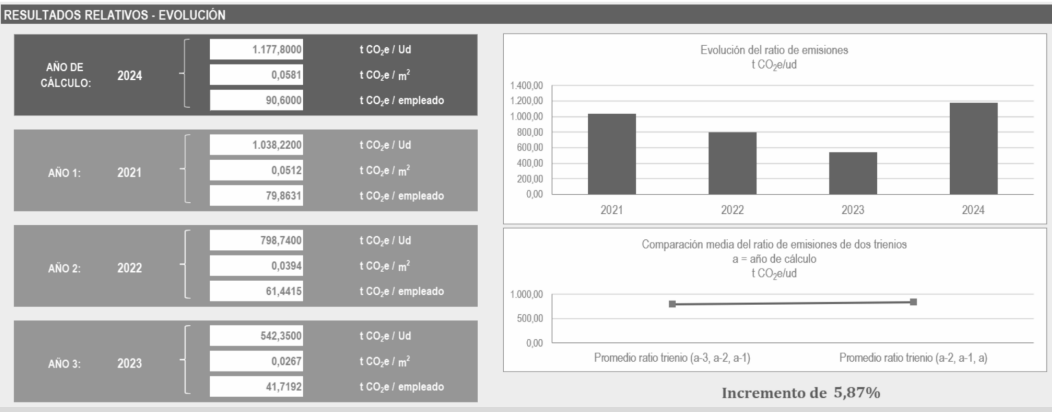 RESULTADOS RELATIVOS - EVOLUCIÓN
AÑO DE CÁLCULO: 2024
1.177,8000 t CO₂e / Ud
0,0581 t CO₂e / m²
90,6000 t CO₂e / empleado
AÑO 1: 2021
1.038,2200 t CO₂e / Ud
0,0512 t CO₂e / m²
79,8631 t CO₂e / empleado
AÑO 2: 2022
798,7400 t CO₂e / Ud
0,0394 t CO₂e / m²
61,4415 t CO₂e / empleado
AÑO 3: 2023
542,3500 t CO₂e / Ud
0,0267 t CO₂e / m²
41,7192 t CO₂e / empleado
Evolución del ratio de emisiones
t CO₂e/ud
1.400,00
1.200,00
1.000,00
800,00
600,00
400,00
200,00
0,00
2021 2022 2023 2024
Comparación media del ratio de emisiones de dos trienios
a = año de cálculo
t CO₂e/ud
1.000,00
500,00
0,00
Promedio ratio trienio (a-3, a-2, a-1) Promedio ratio trienio (a-2, a-1, a)
Incremento de 5,87%